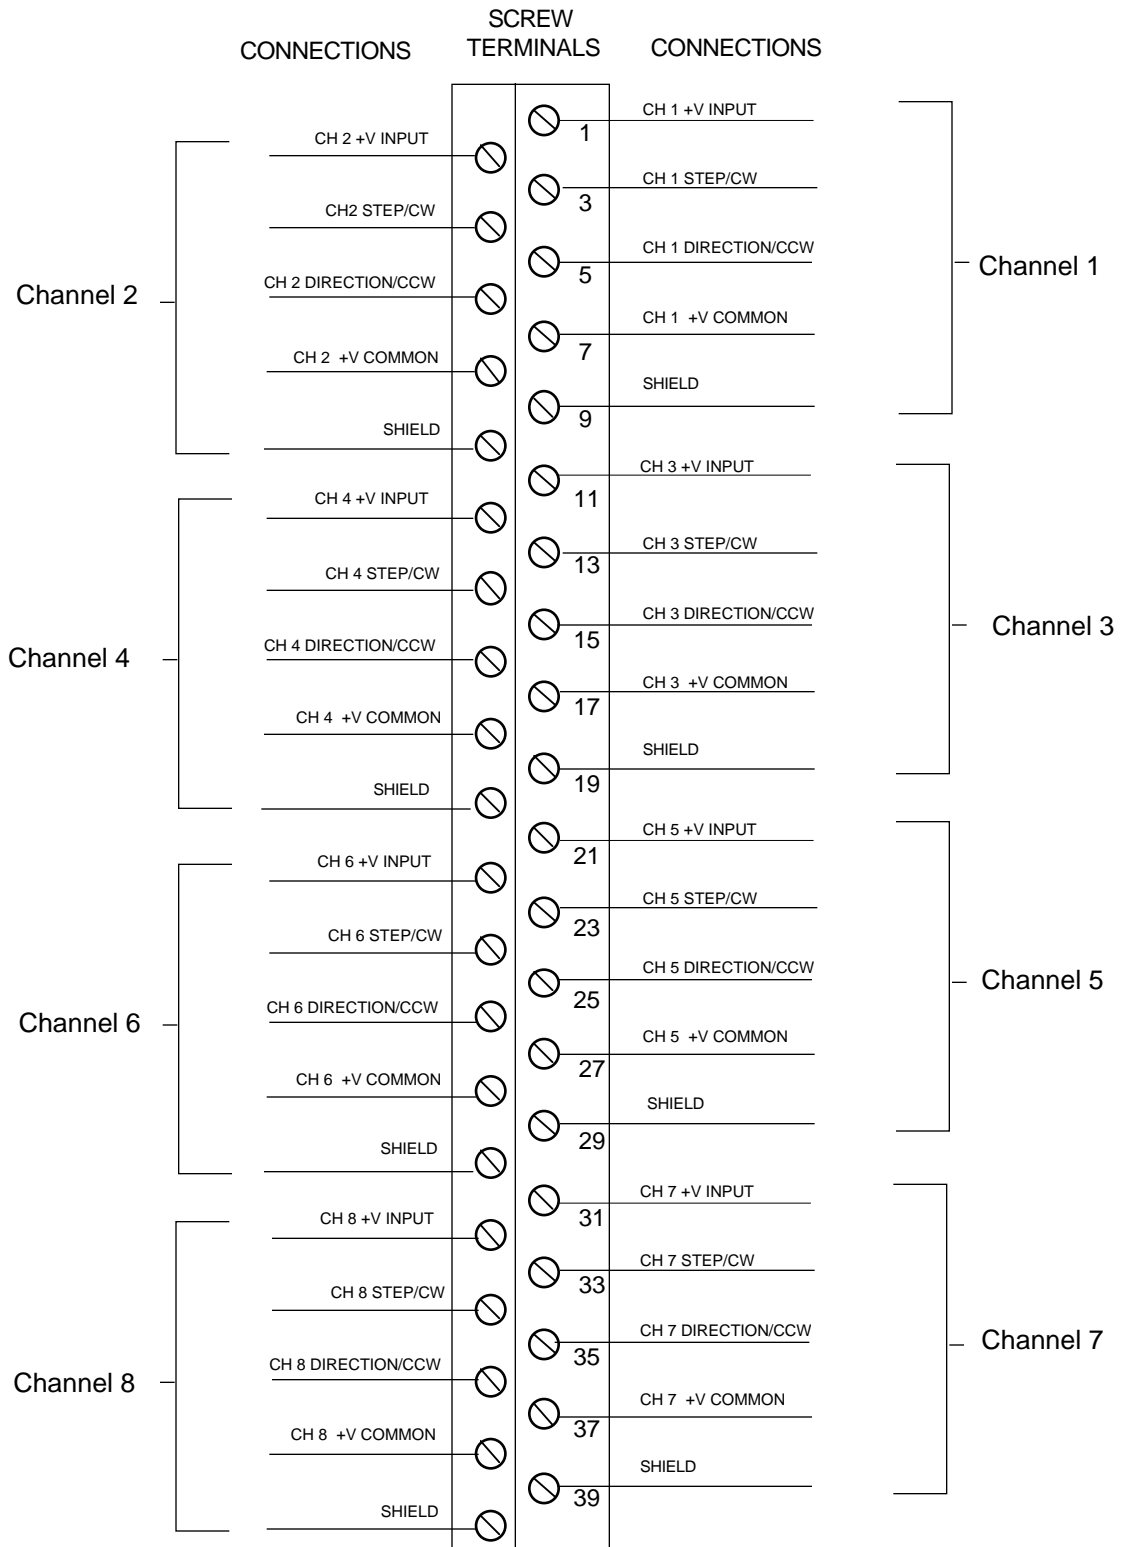 SCREW
TERMINALS
CONNECTIONS
CONNECTIONS
CH 1 +V INPUT
1
CH 2 +V INPUT
CH 1 STEP/CW
3
CH2 STEP/CW
CH 1 DIRECTION/CCW
5
Channel 1
CH 2 DIRECTION/CCW
Channel 2
CH 1 +V COMMON
7
CH 2 +V COMMON
SHIELD
9
SHIELD
CH 3 +V INPUT
11
CH 4 +V INPUT
CH 3 STEP/CW
13
CH 4 STEP/CW
CH 3 DIRECTION/CCW
15
Channel 3
CH 4 DIRECTION/CCW
Channel 4
CH 3 +V COMMON
17
CH 4 +V COMMON
SHIELD
19
SHIELD
CH 5 +V INPUT
21
CH 6 +V INPUT
CH 5 STEP/CW
23
CH 6 STEP/CW
CH 5 DIRECTION/CCW
25
Channel 5
CH 6 DIRECTION/CCW
Channel 6
CH 5 +V COMMON
27
CH 6 +V COMMON
SHIELD
29
SHIELD
CH 7 +V INPUT
31
CH 8 +V INPUT
CH 7 STEP/CW
33
CH 8 STEP/CW
CH 7 DIRECTION/CCW
35
Channel 7
CH 8 DIRECTION/CCW
Channel 8
CH 7 +V COMMON
37
CH 8 +V COMMON
SHIELD
39
SHIELD